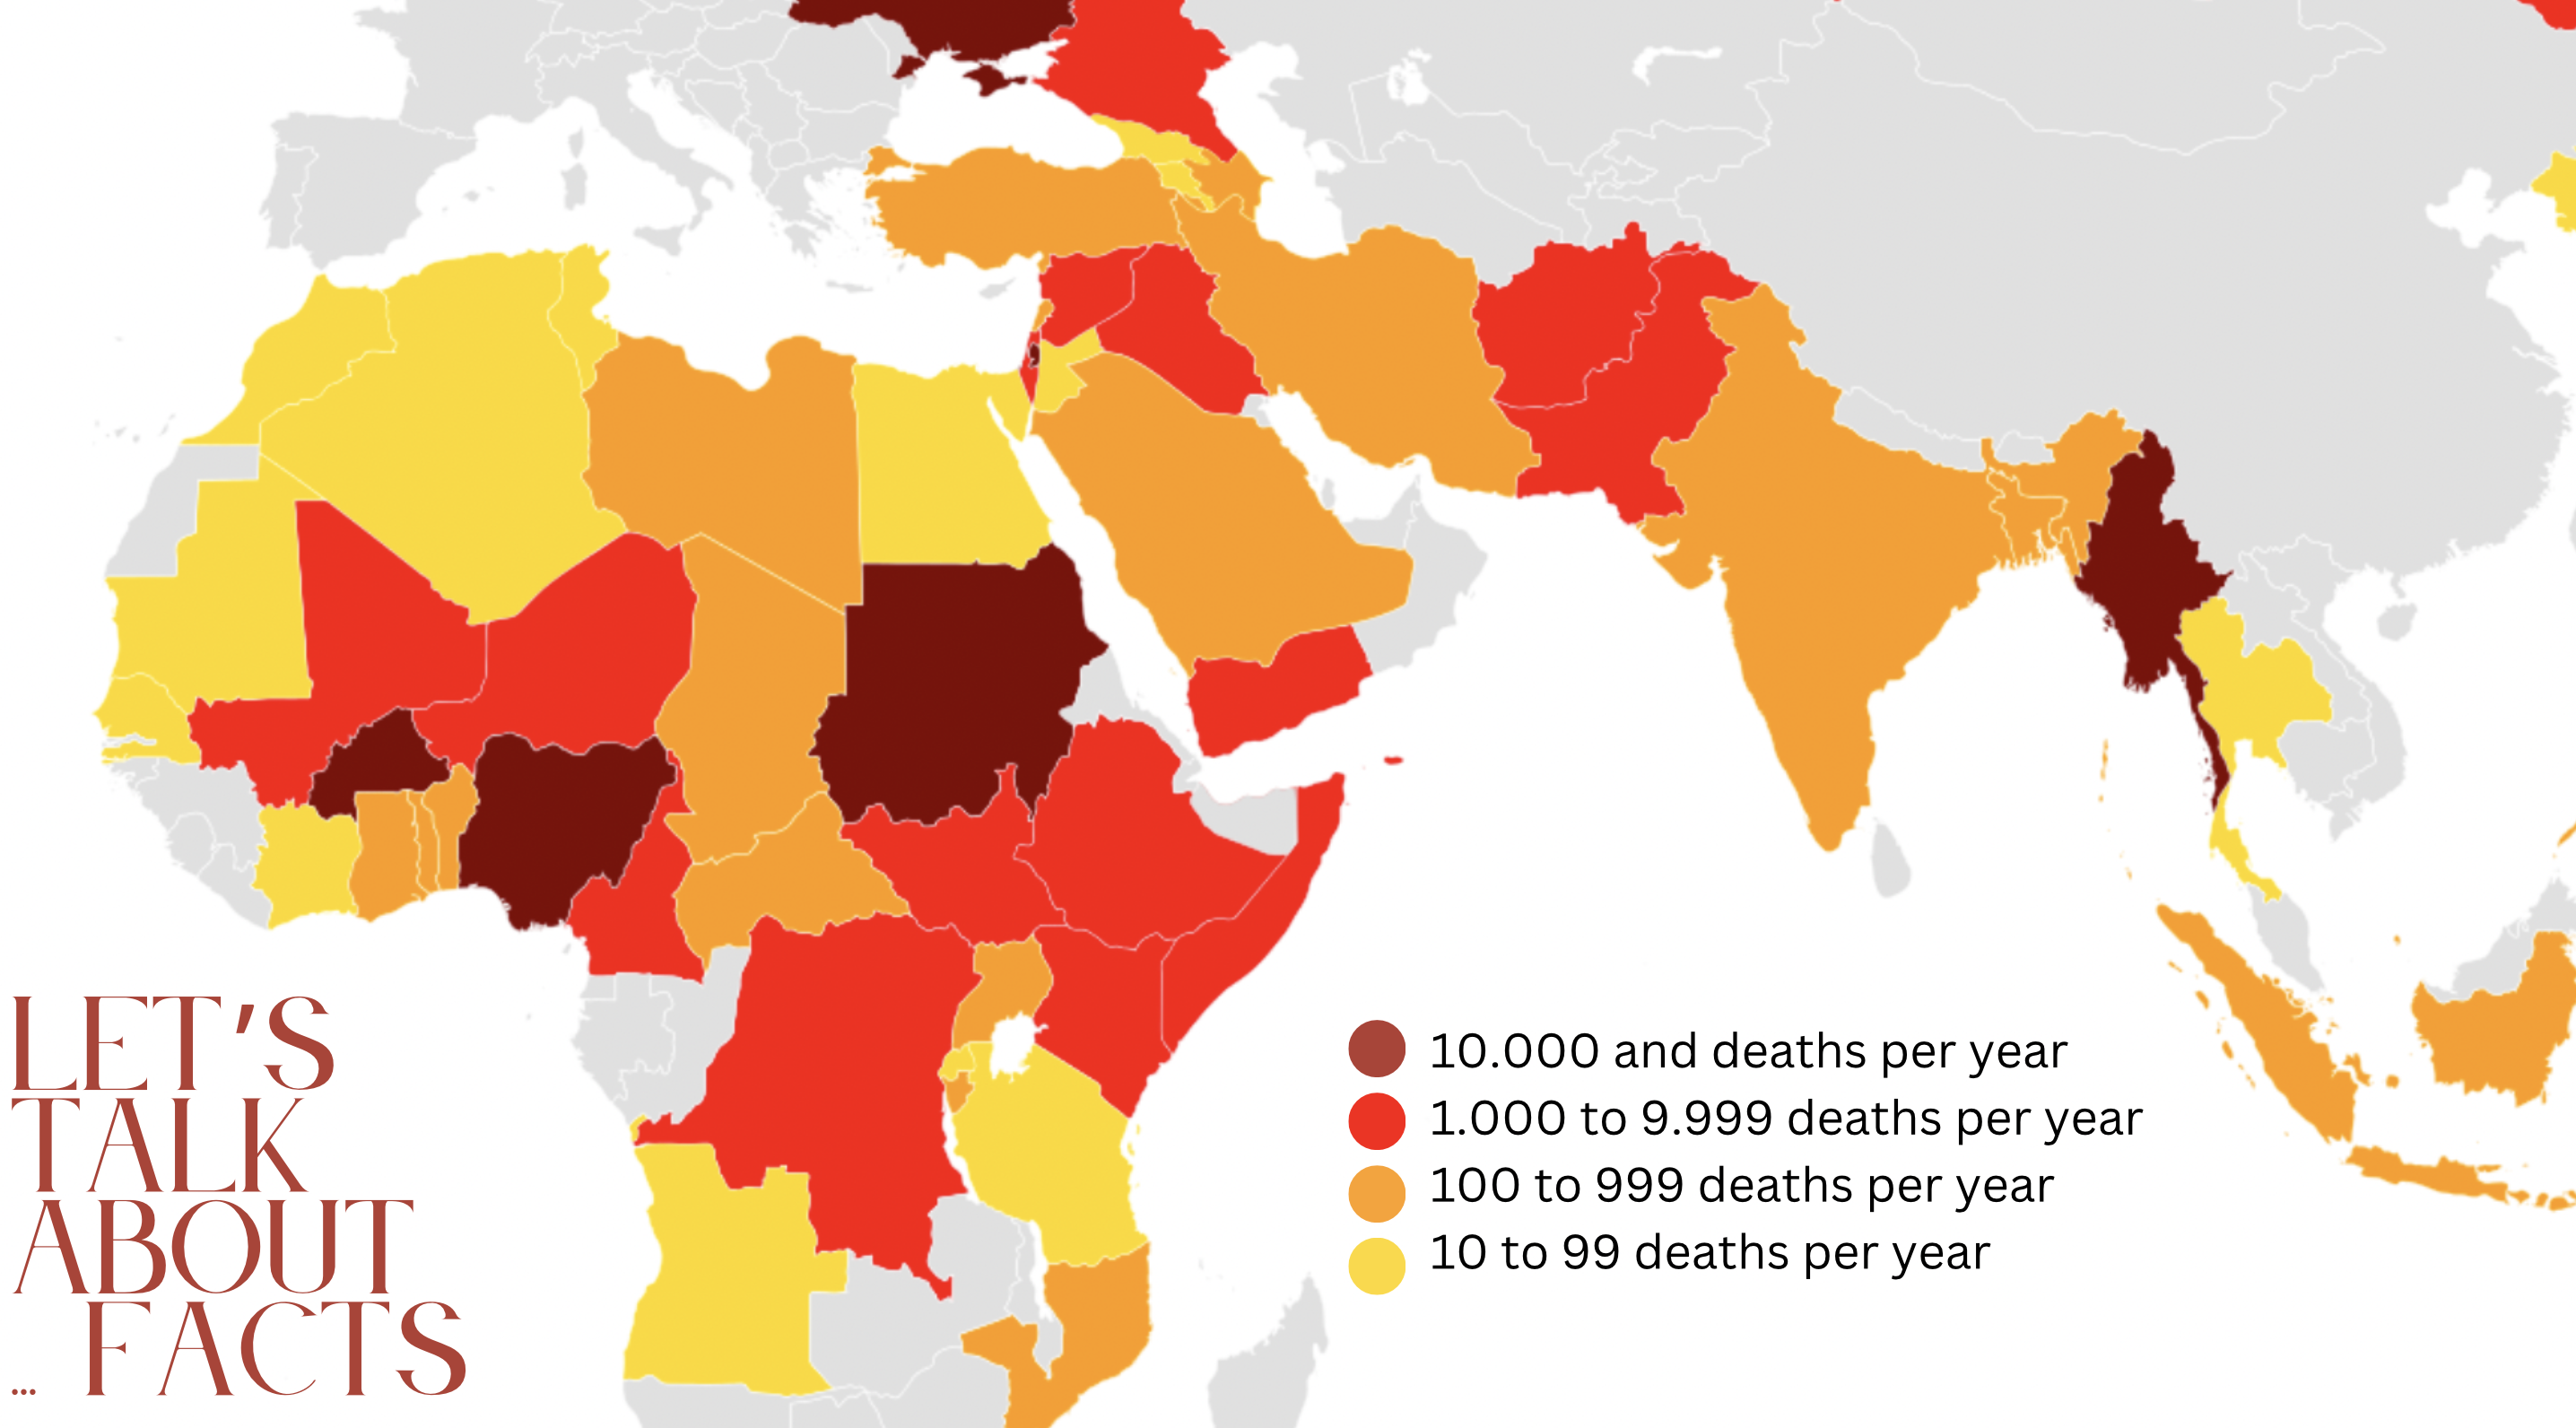 LET'S
TALK
ABOUT
... FACTS
10.000 and deaths per year
1.000 to 9.999 deaths per year
100 to 999 deaths per year
10 to 99 deaths per year